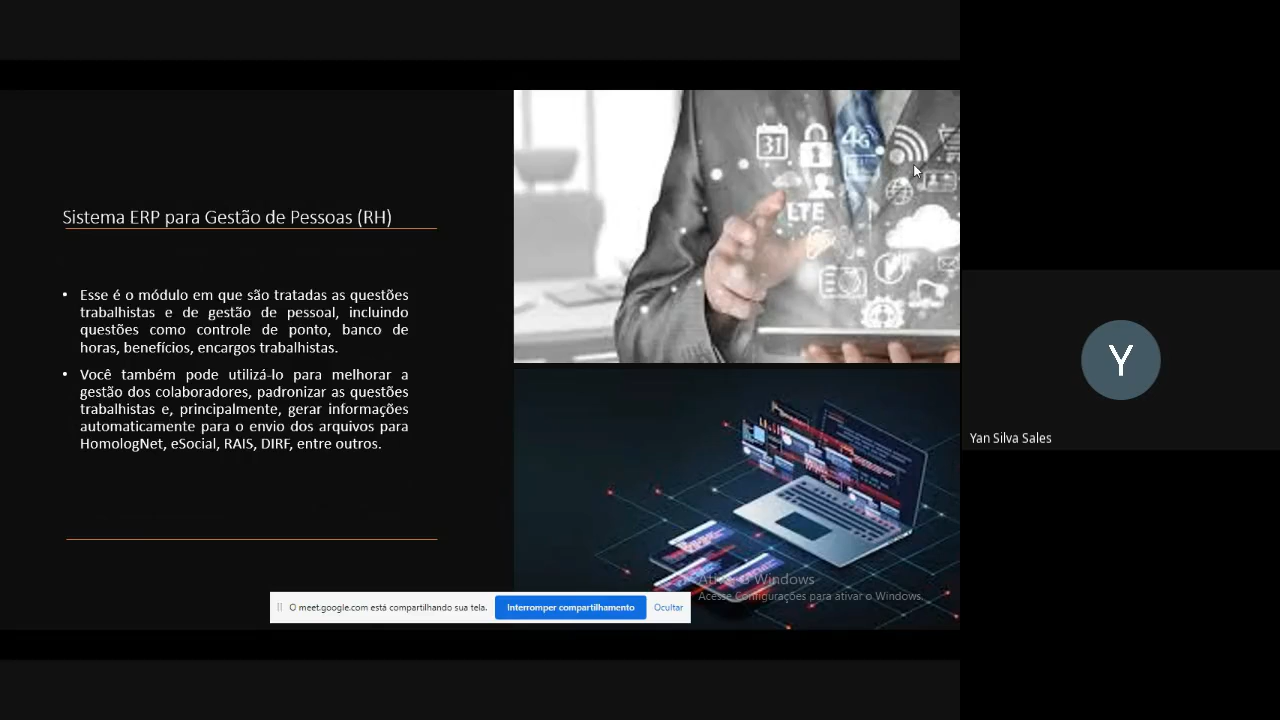 Sistema ERP para Gestão de Pessoas (RH)
• Esse é o módulo em que são tratadas as questões
trabalhistas e de gestão de pessoal, incluindo
questões como controle de ponto, banco de
horas, benefícios, encargos trabalhistas.
• Você também pode utilizá-lo para melhorar a
gestão dos colaboradores, padronizar as questões
trabalhistas e, principalmente, gerar informações
automaticamente para o envio dos arquivos para
HomologNet, eSocial, RAIS, DIRF, entre outros.
31
4G
LTE
Y
Yan Silva Sales
Ativar o Windows
Acesse Configurações para ativar o Windows.
O meet.google.com está compartilhando sua tela.
Interromper compartilhamento
Ocultar